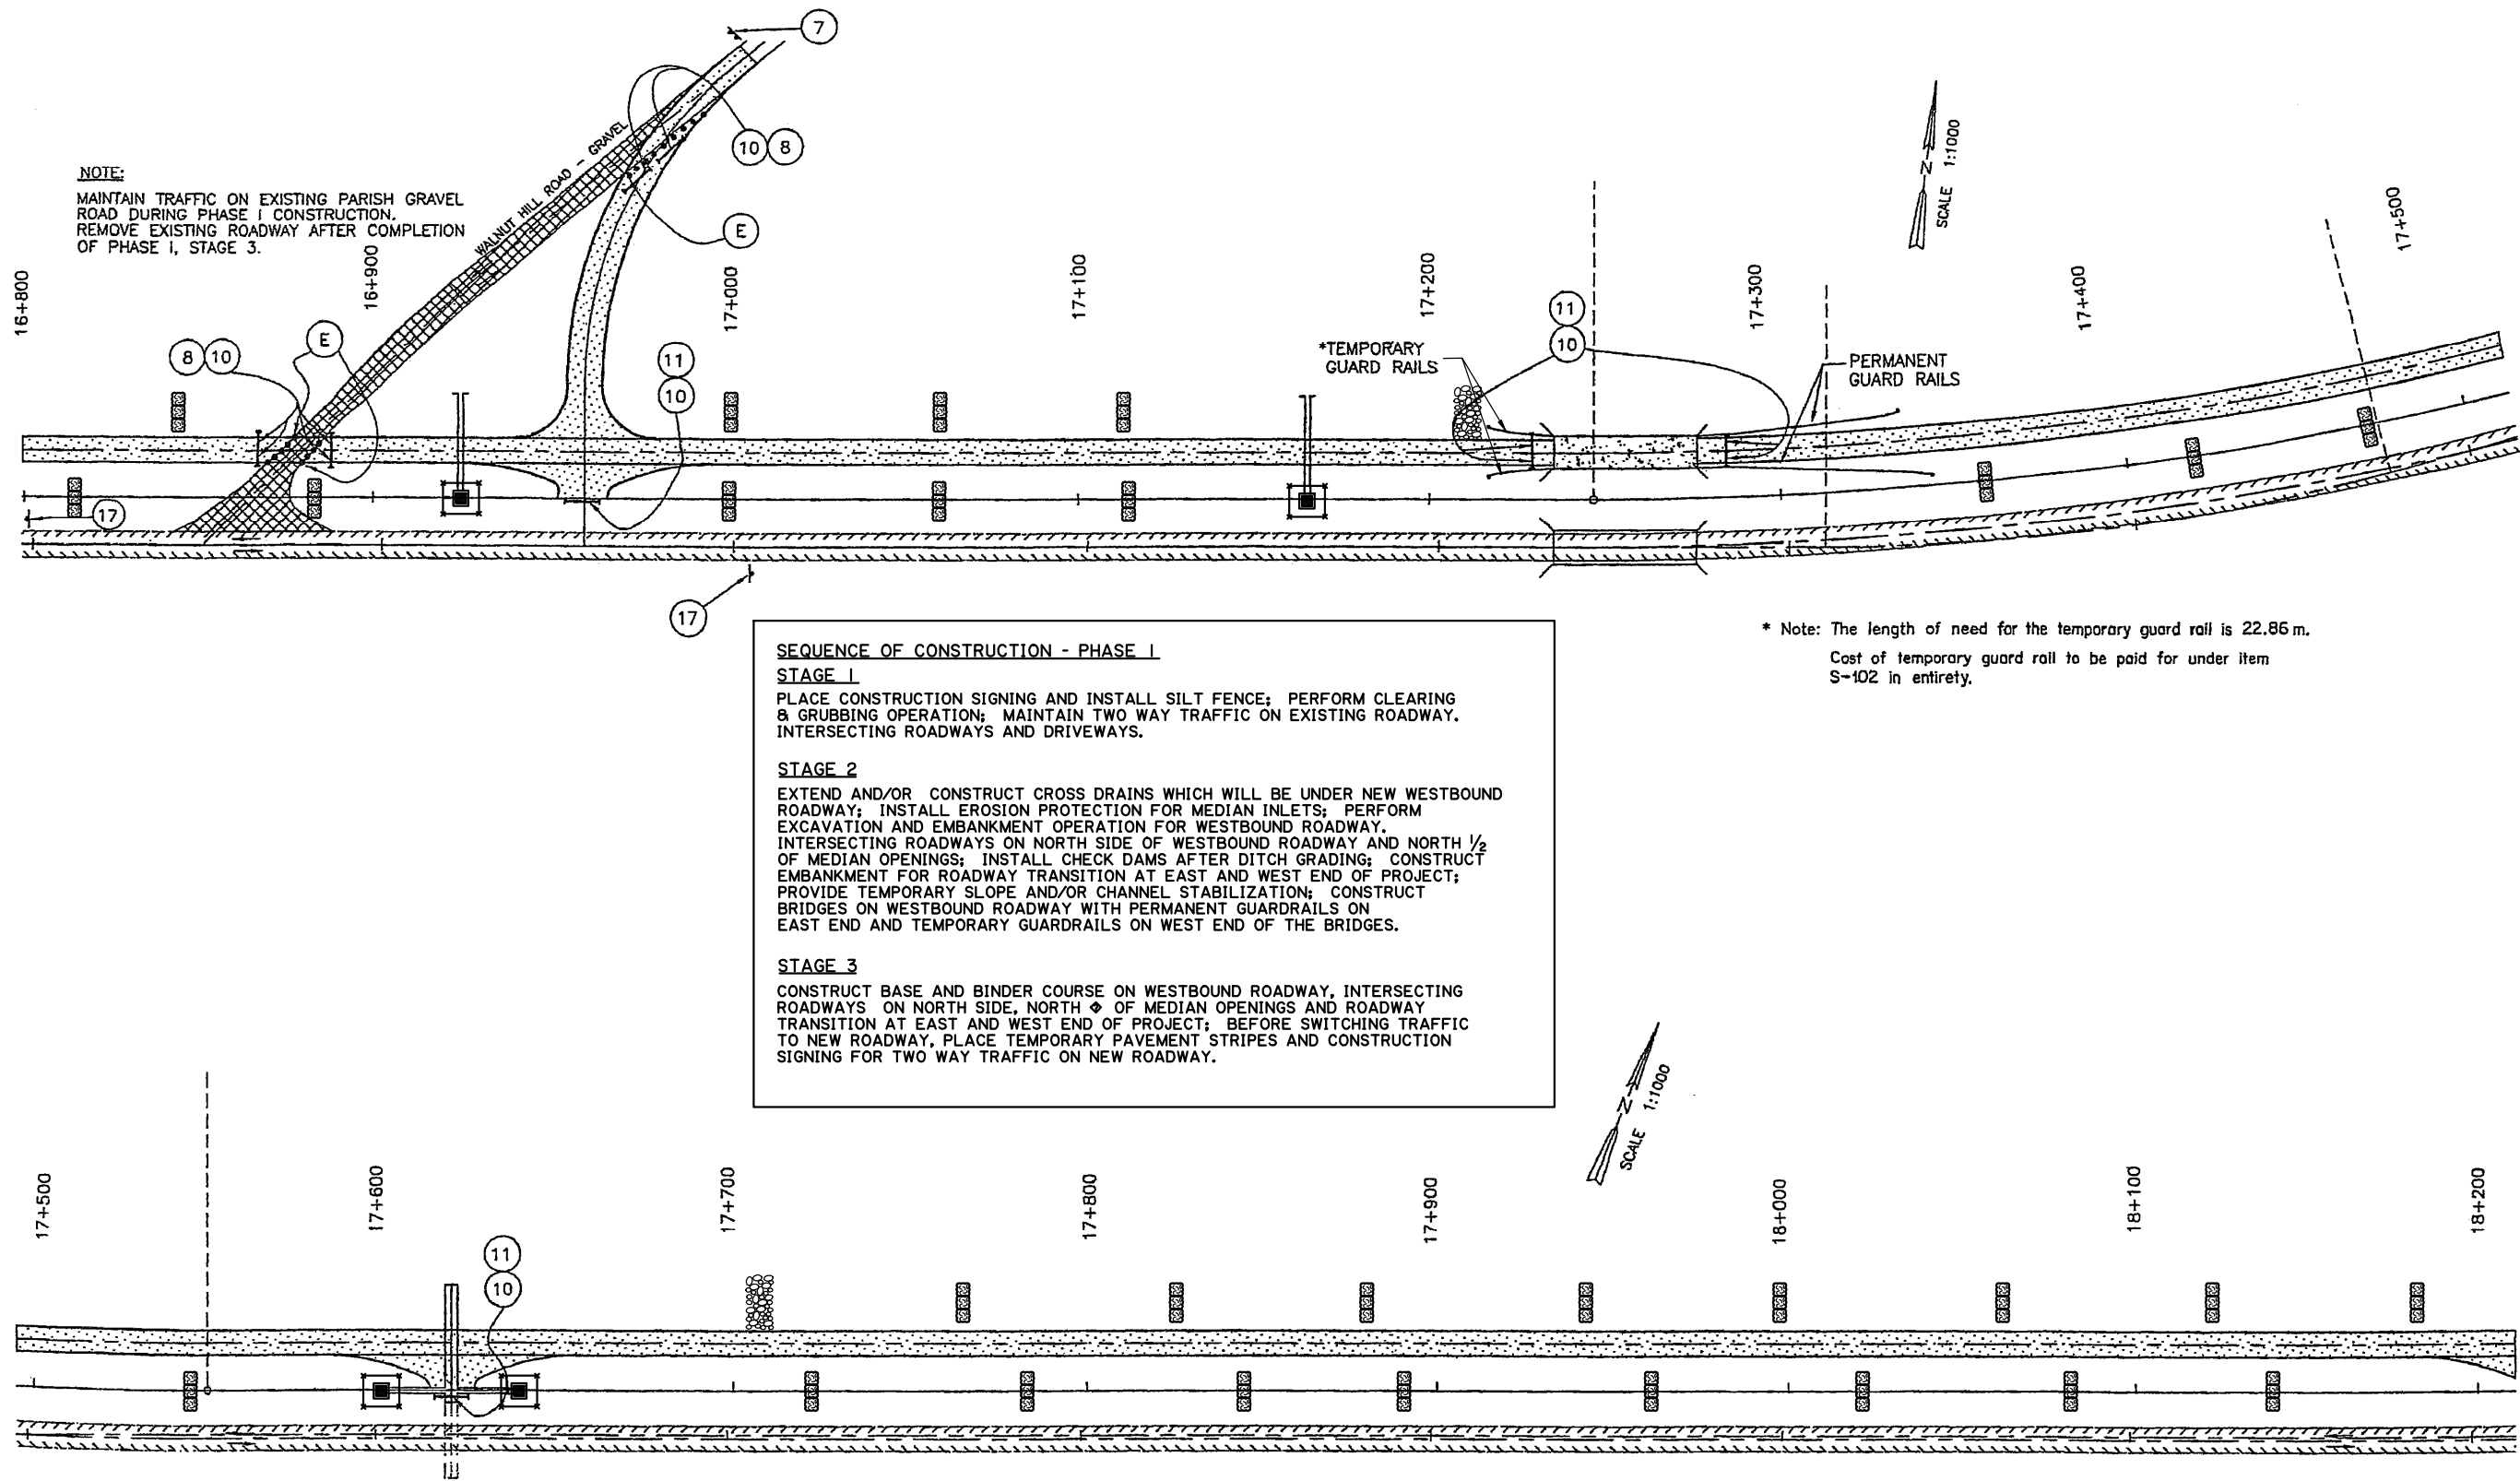 7
10
8
WALNUT HILL ROAD - GRAVEL
NOTE:
MAINTAIN TRAFFIC ON EXISTING PARISH GRAVEL
ROAD DURING PHASE I CONSTRUCTION.
REMOVE EXISTING ROADWAY AFTER COMPLETION
OF PHASE I, STAGE 3.
E
N
SCALE 1:1000
16+800
16+900
17+000
17+100
17+200
17+300
17+400
17+500
8
10
E
11
10
11
10
*TEMPORARY
GUARD RAILS
PERMANENT
GUARD RAILS
17
17
* Note: The length of need for the temporary guard rail is 22.86 m.
Cost of temporary guard rail to be paid for under item
S-102 in entirety.
SEQUENCE OF CONSTRUCTION - PHASE I
STAGE I
PLACE CONSTRUCTION SIGNING AND INSTALL SILT FENCE; PERFORM CLEARING
& GRUBBING OPERATION; MAINTAIN TWO WAY TRAFFIC ON EXISTING ROADWAY.
INTERSECTING ROADWAYS AND DRIVEWAYS.
STAGE 2
EXTEND AND/OR CONSTRUCT CROSS DRAINS WHICH WILL BE UNDER NEW WESTBOUND
ROADWAY; INSTALL EROSION PROTECTION FOR MEDIAN INLETS; PERFORM
EXCAVATION AND EMBANKMENT OPERATION FOR WESTBOUND ROADWAY.
INTERSECTING ROADWAYS ON NORTH SIDE OF WESTBOUND ROADWAY AND NORTH ½
OF MEDIAN OPENINGS; INSTALL CHECK DAMS AFTER DITCH GRADING; CONSTRUCT
EMBANKMENT FOR ROADWAY TRANSITION AT EAST AND WEST END OF PROJECT;
PROVIDE TEMPORARY SLOPE AND/OR CHANNEL STABILIZATION; CONSTRUCT
BRIDGES ON WESTBOUND ROADWAY WITH PERMANENT GUARDRAILS ON
EAST END AND TEMPORARY GUARDRAILS ON WEST END OF THE BRIDGES.
STAGE 3
CONSTRUCT BASE AND BINDER COURSE ON WESTBOUND ROADWAY, INTERSECTING
ROADWAYS ON NORTH SIDE, NORTH OF MEDIAN OPENINGS AND ROADWAY
TRANSITION AT EAST AND WEST END OF PROJECT; BEFORE SWITCHING TRAFFIC
TO NEW ROADWAY, PLACE TEMPORARY PAVEMENT STRIPES AND CONSTRUCTION
SIGNING FOR TWO WAY TRAFFIC ON NEW ROADWAY.
N
SCALE 1:1000
17+500
17+600
17+700
17+800
17+900
18+000
18+100
18+200
11
10